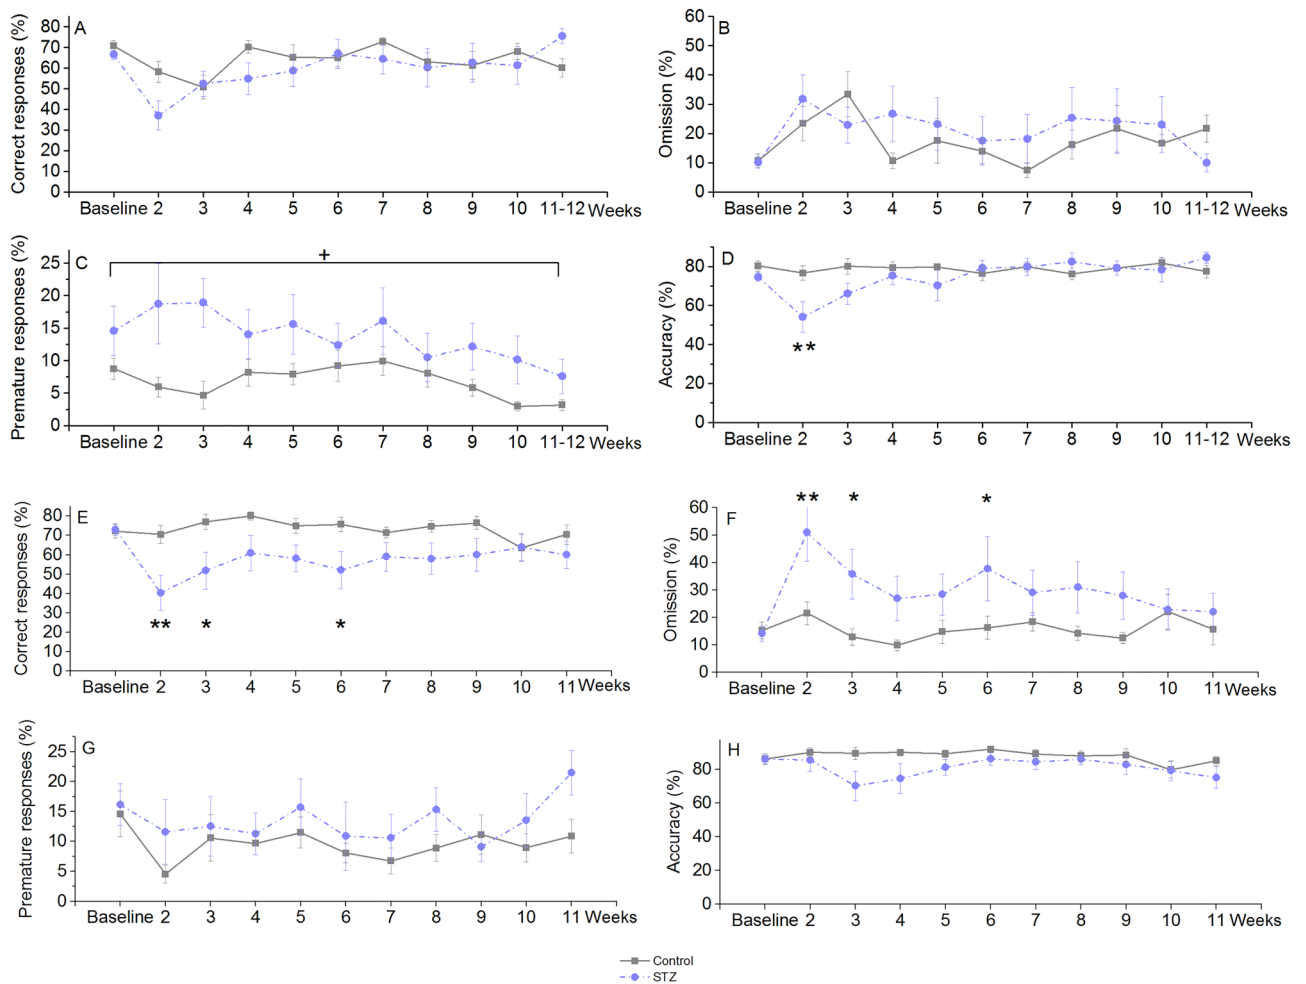 A
Correct responses (%)
80
70
60
50
40
30
20
10
0
Baseline 2 3 4 5 6 7 8 9 10 11-12 Weeks
B
Omission (%)
60
50
40
30
20
10
0
Baseline 2 3 4 5 6 7 8 9 10 11-12 Weeks
C
+
Premature responses (%)
25
20
15
10
5
0
Baseline 2 3 4 5 6 7 8 9 10 11-12 Weeks
D
Accuracy (%)
80
60
40
20
0
**
Baseline 2 3 4 5 6 7 8 9 10 11-12 Weeks
E
Correct responses (%)
80
70
60
50
40
30
20
10
0
** * *
Baseline 2 3 4 5 6 7 8 9 10 11 Weeks
F
** * *
Omission (%)
60
50
40
30
20
10
0
Baseline 2 3 4 5 6 7 8 9 10 11 Weeks
G
Premature responses (%)
25
20
15
10
5
0
Baseline 2 3 4 5 6 7 8 9 10 11 Weeks
H
Accuracy (%)
80
60
40
20
0
Baseline 2 3 4 5 6 7 8 9 10 11 Weeks
Control
STZ